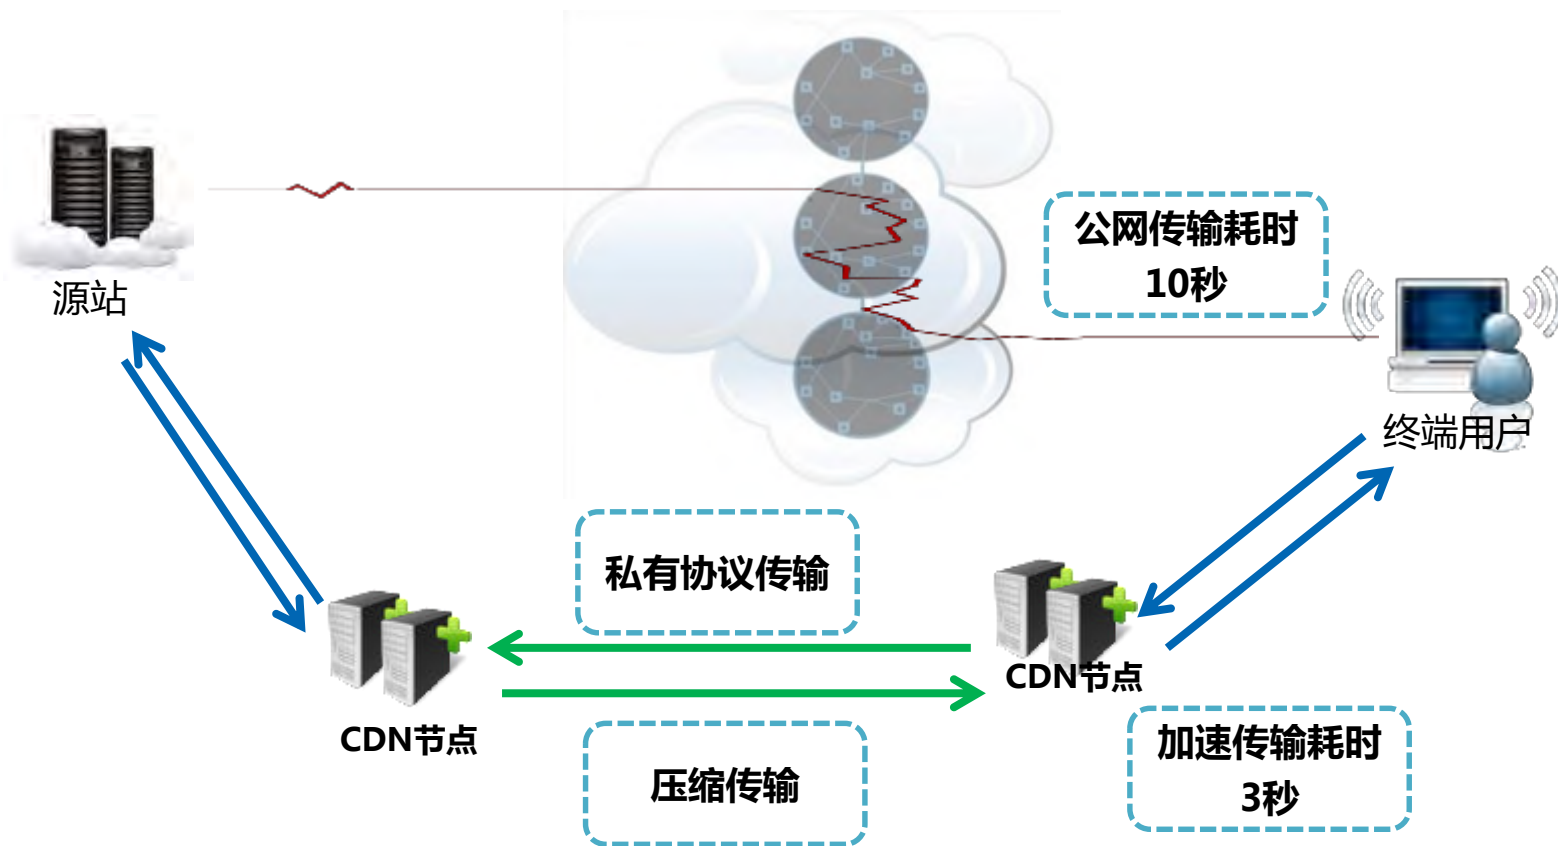 公网传输耗时
10秒
源站
终端用户
私有协议传输
CDN节点
CDN节点
压缩传输
加速传输耗时
3秒